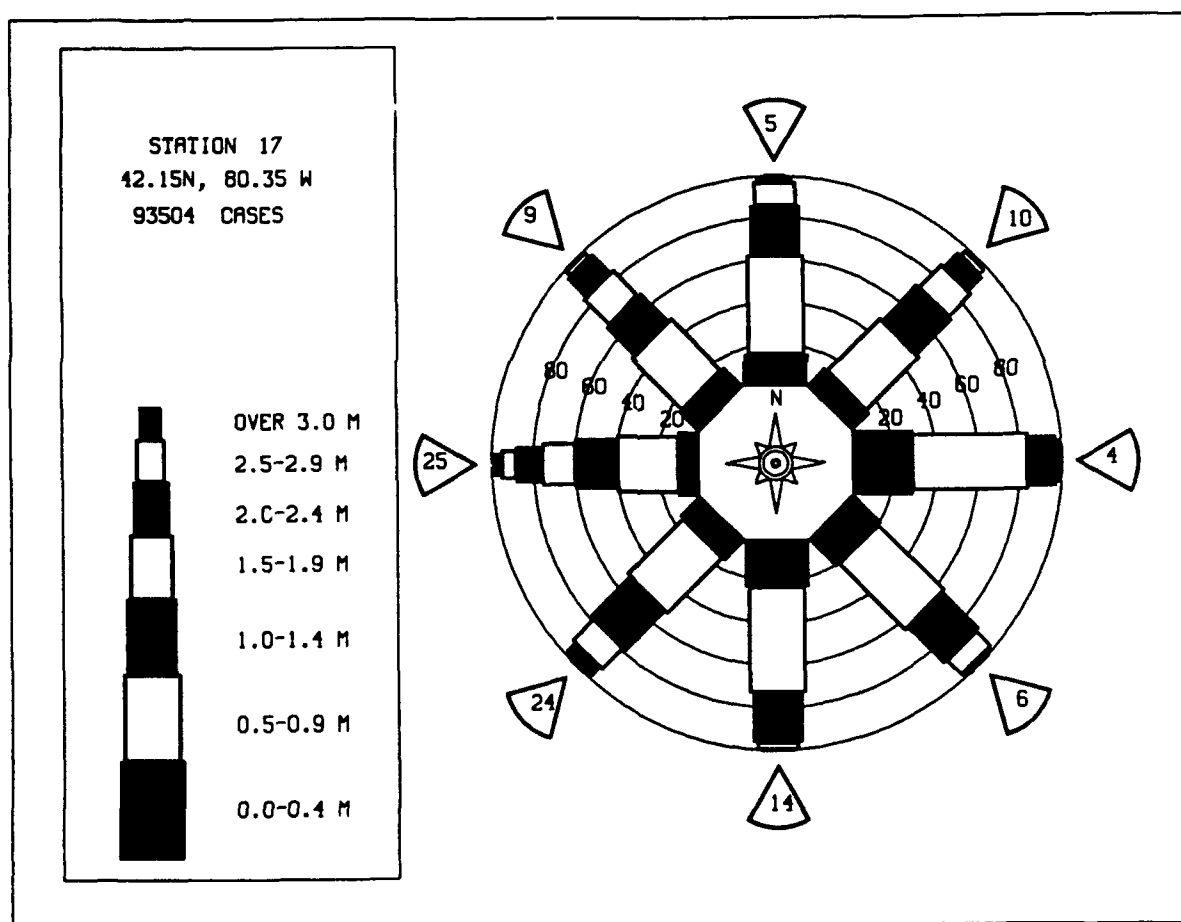 STATION 17
42.15N, 80.35 W
93504 CASES
OVER 3.0 M
2.5-2.9 M
2.C-2.4 M
1.5-1.9 M
1.0-1.4 M
0.5-0.9 M
0.0-0.4 M
5
9
10
80
60
40
20
N
20
40
60
80
25
4
24
6
14